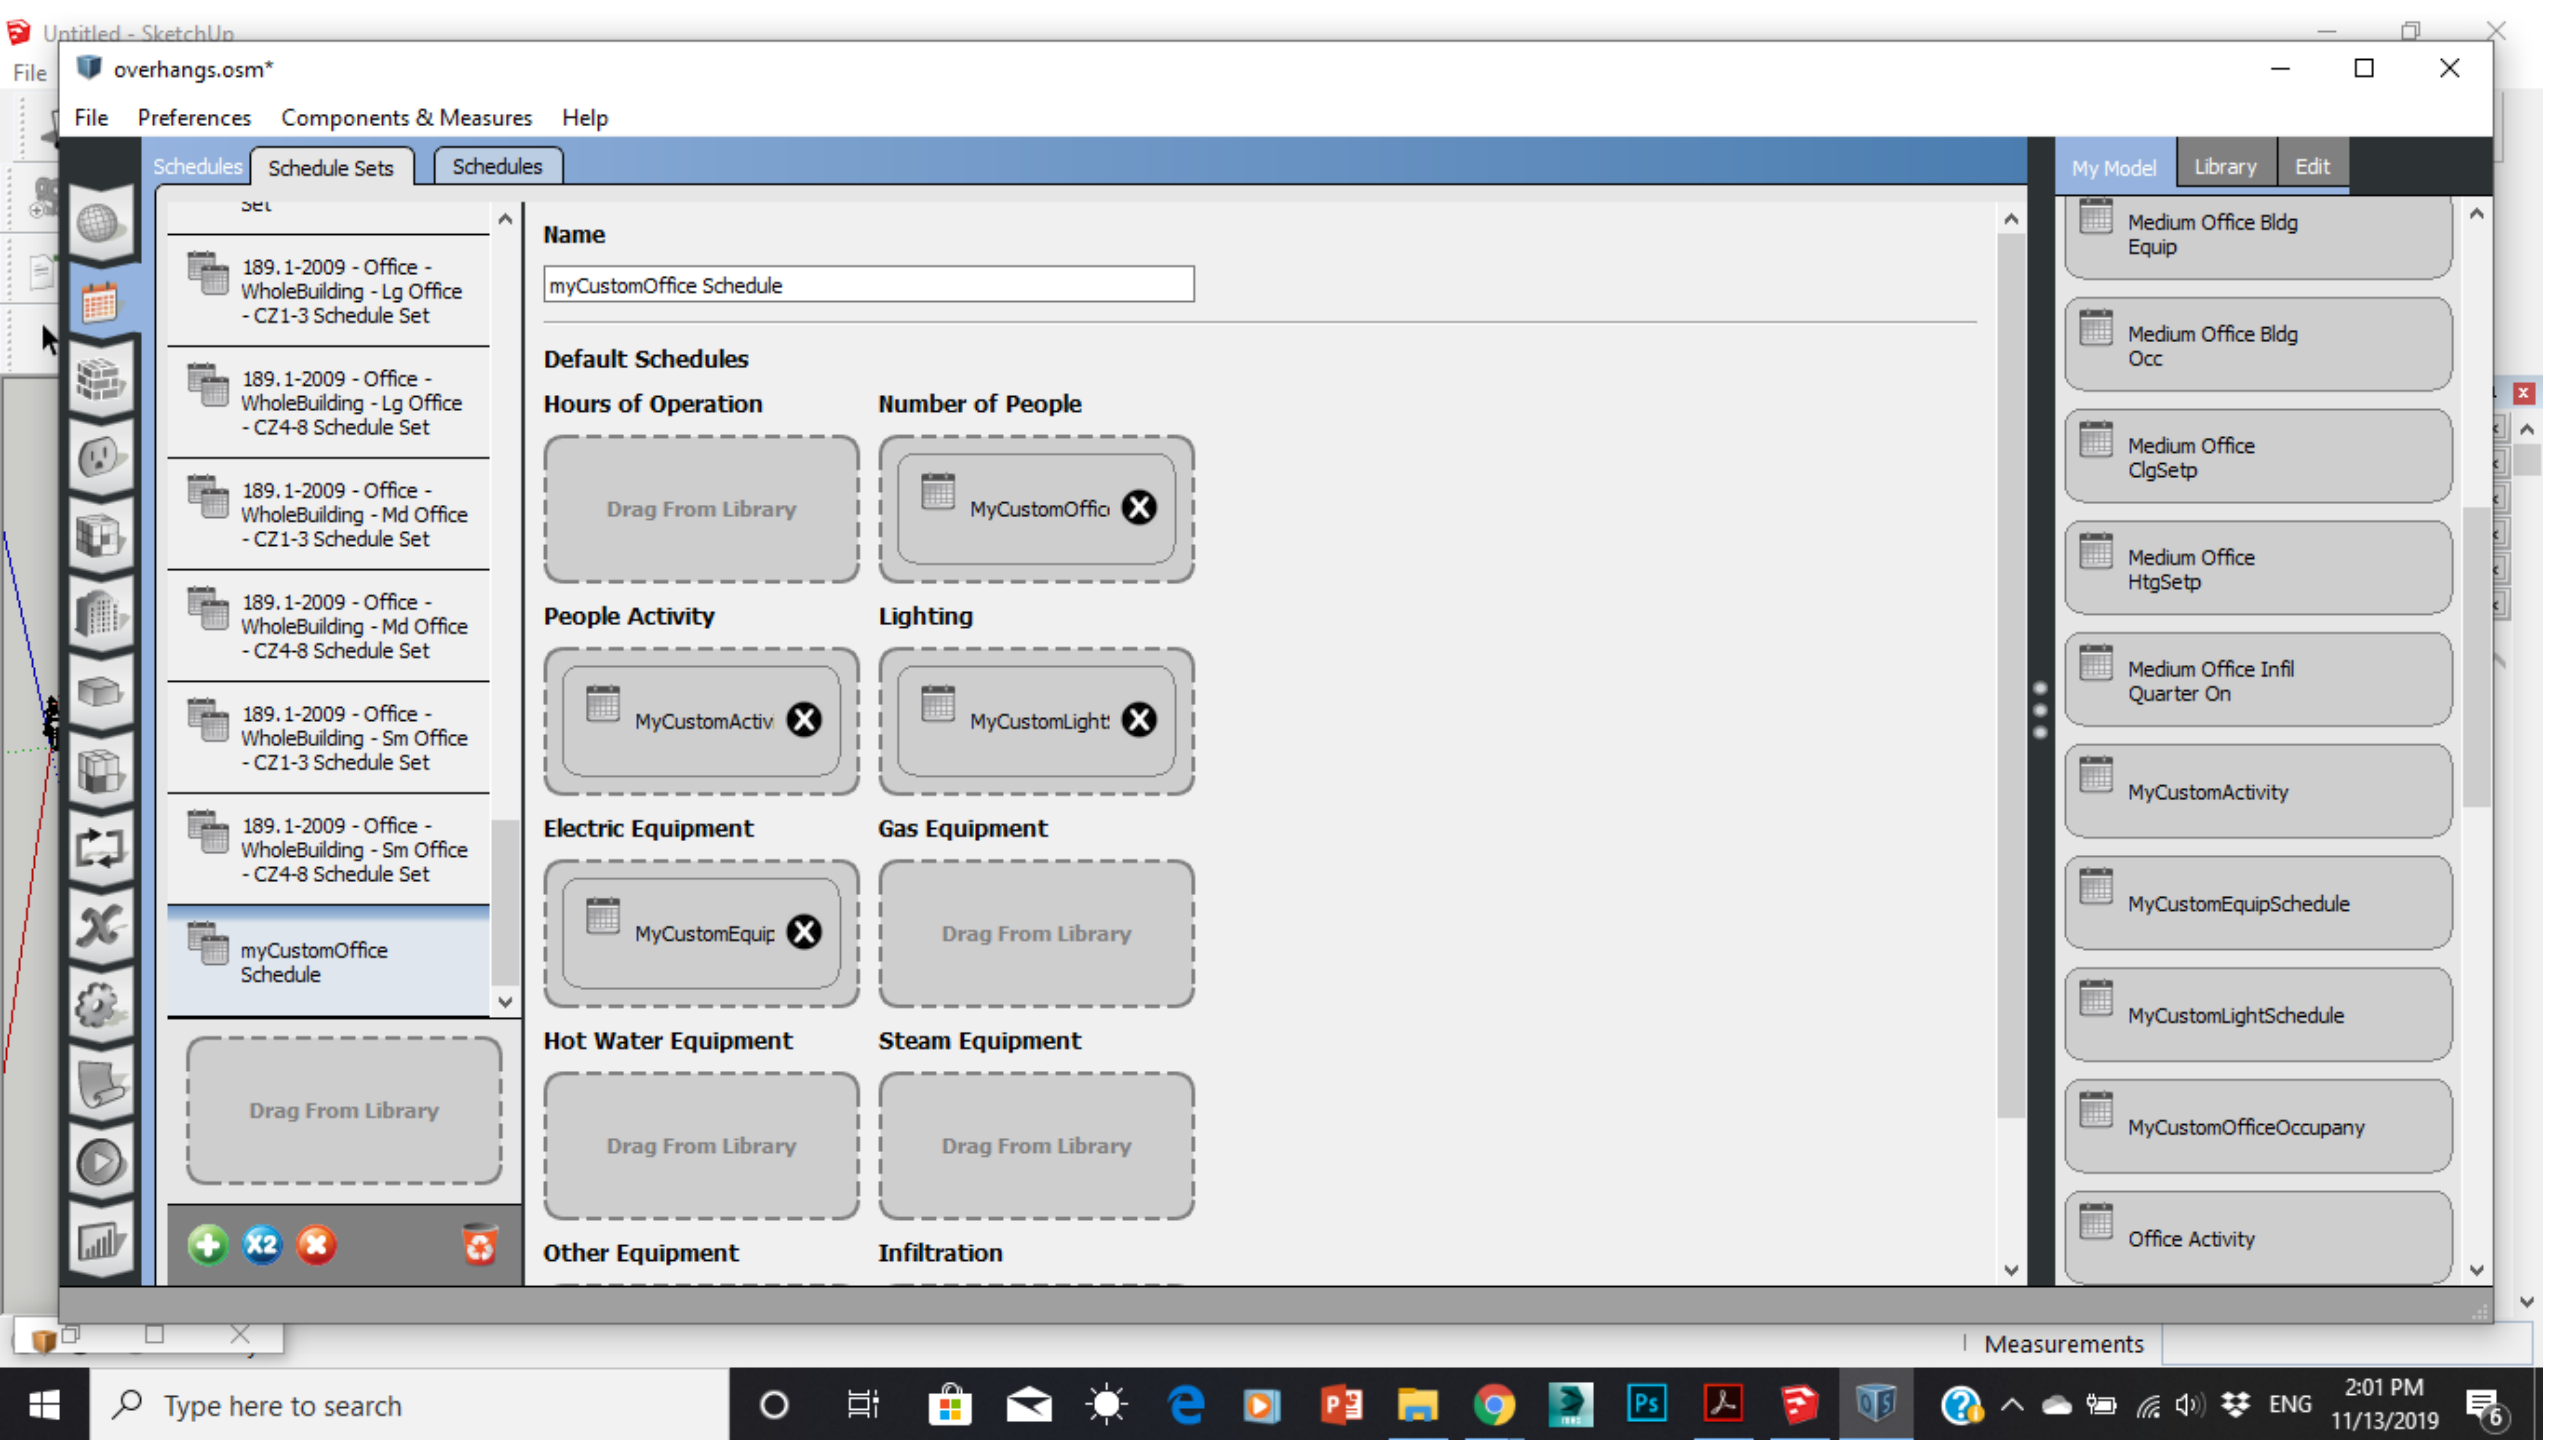 Untitled - SketchUp
File
overhangs.osm*
File Preferences Components & Measures Help
Schedules Schedule Sets Schedules
My Model Library Edit
Set
189.1-2009 - Office -
WholeBuilding - Lg Office
- CZ1-3 Schedule Set
189.1-2009 - Office -
WholeBuilding - Lg Office
- CZ4-8 Schedule Set
189.1-2009 - Office -
WholeBuilding - Md Office
- CZ1-3 Schedule Set
189.1-2009 - Office -
WholeBuilding - Md Office
- CZ4-8 Schedule Set
189.1-2009 - Office -
WholeBuilding - Sm Office
- CZ1-3 Schedule Set
189.1-2009 - Office -
WholeBuilding - Sm Office
- CZ4-8 Schedule Set
myCustomOffice
Schedule
Drag From Library
X2
Name
myCustomOffice Schedule
Default Schedules
Hours of Operation Number of People
Drag From Library MyCustomOffic
People Activity Lighting
MyCustomActivi MyCustomLight
Electric Equipment Gas Equipment
MyCustomEquip Drag From Library
Hot Water Equipment Steam Equipment
Drag From Library Drag From Library
Other Equipment Infiltration
Medium Office Bldg
Equip
Medium Office Bldg
Occ
Medium Office
ClgSetp
Medium Office
HtgSetp
Medium Office Infil
Quarter On
MyCustomActivity
MyCustomEquipSchedule
MyCustomLightSchedule
MyCustomOfficeOccupany
Office Activity
Measurements
Type here to search
Ps
ENG
2:01 PM
11/13/2019
6